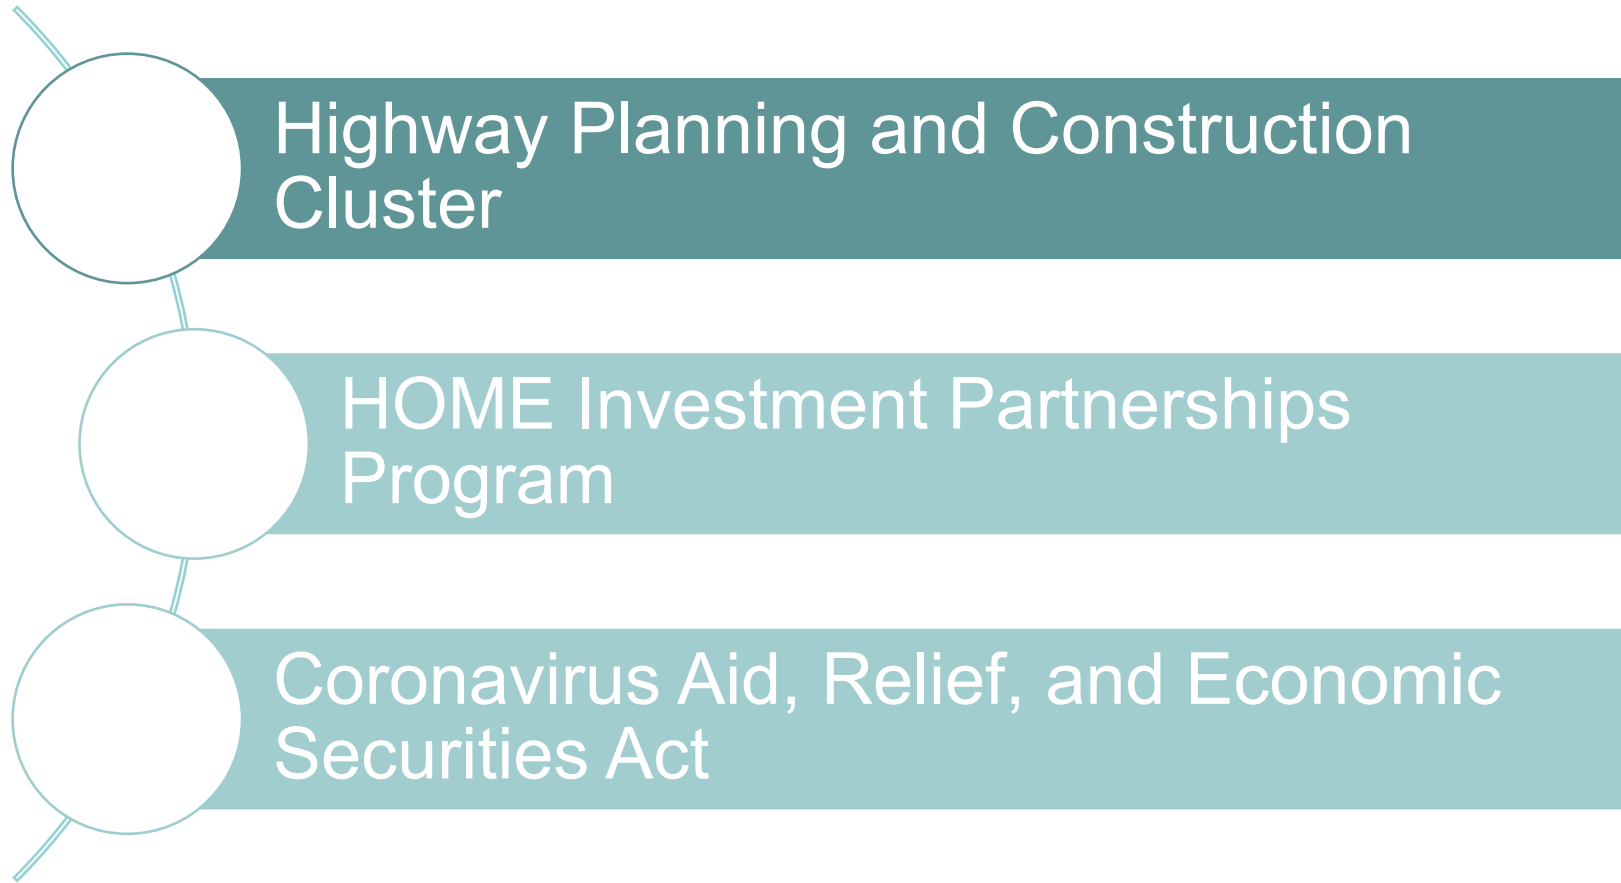 Highway Planning and Construction
Cluster
HOME Investment Partnerships
Program
Coronavirus Aid, Relief, and Economic
Securities Act